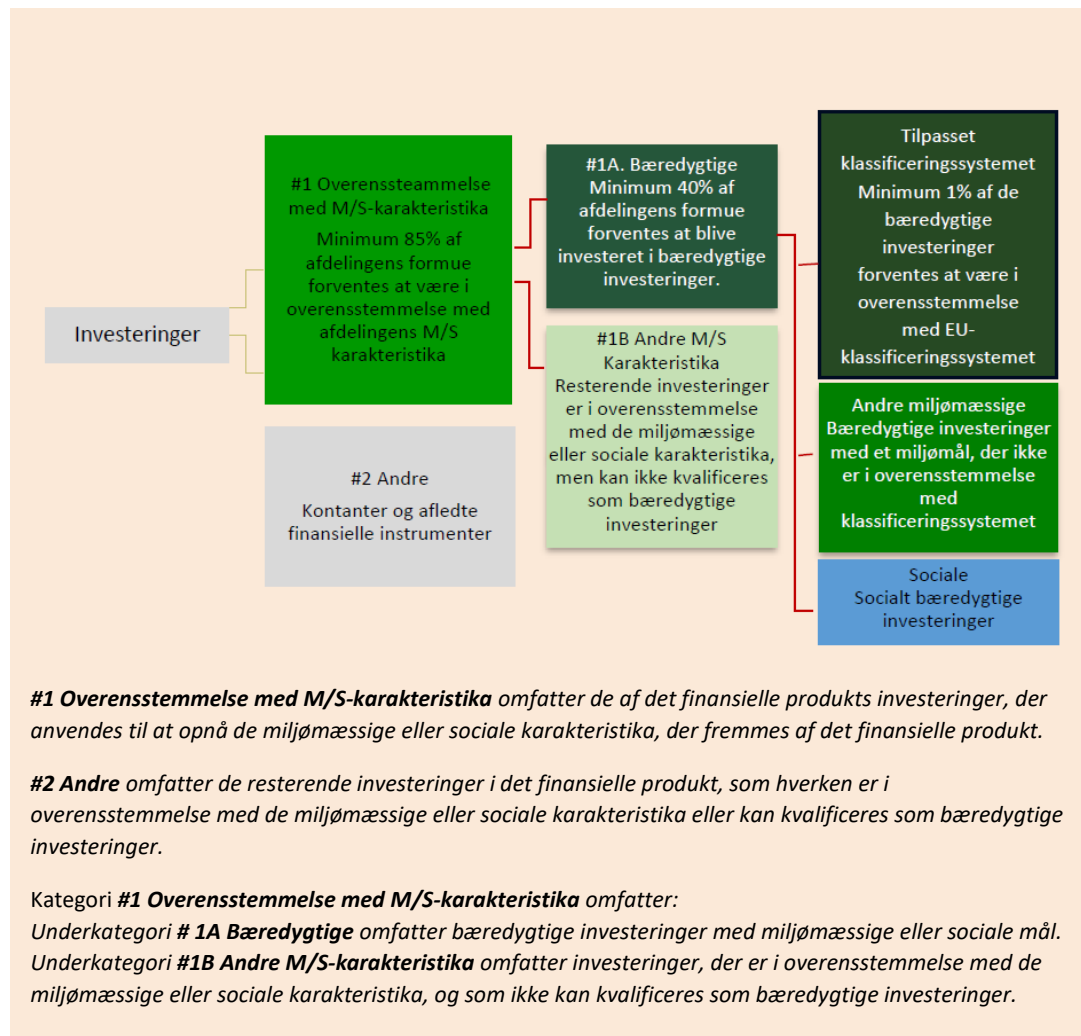 Investeringer
#1 Overenssteammelse
med M/S-karakteristika
Minimum 85% af
afdelingens formue
forventes at være i
overensstemmelse med
afdelingens M/S
karakteristika
#2 Andre
Kontanter og afledte
finansielle instrumenter
#1A. Bæredygtige
Minimum 40% af
afdelingens formue
forventes at blive
investeret i bæredygtige
investeringer.
#1B Andre M/S
Karakteristika
Resterende investeringer
er i overensstemmelse
med de miljømæssige
eller sociale karakteristika,
men kan ikke kvalificeres
som bæredygtige
investeringer
Tilpasset
klassificeringssystemet
Minimum 1% af de
bæredygtige
investeringer
forventes at være i
overensstemmelse
med EU-
klassificeringssystemet
Andre miljømæssige
Bæredygtige investeringer
med et miljømål, der ikke
er i overensstemmelse
med
klassificeringssystemet
Sociale
Socialt bæredygtige
investeringer
#1 Overensstemmelse med M/S-karakteristika omfatter de af det finansielle produkts investeringer, der
anvendes til at opnå de miljømæssige eller sociale karakteristika, der fremmes af det finansielle produkt.
#2 Andre omfatter de resterende investeringer i det finansielle produkt, som hverken er i
overensstemmelse med de miljømæssige eller sociale karakteristika eller kan kvalificeres som bæredygtige
investeringer.
Kategori #1 Overensstemmelse med M/S-karakteristika omfatter:
Underkategori # 1A Bæredygtige omfatter bæredygtige investeringer med miljømæssige eller sociale mål.
Underkategori #1B Andre M/S-karakteristika omfatter investeringer, der er i overensstemmelse med de
miljømæssige eller sociale karakteristika, og som ikke kan kvalificeres som bæredygtige investeringer.